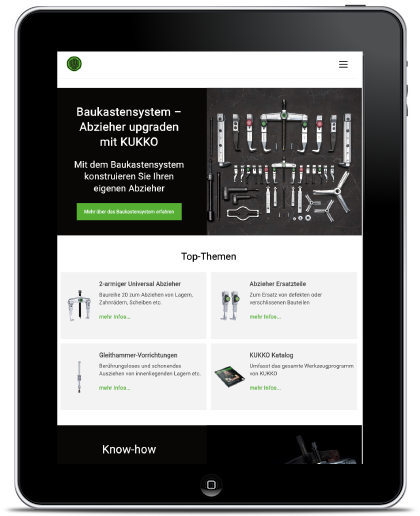 Baukastensystem –
Abzieher upgraden
mit KUKKO
Mit dem Baukastensystem
konstruieren Sie Ihren
eigenen Abzieher
Mehr über das Baukastensystem erfahren
Top-Themen
2-armiger Universal Abzieher
Baureihe 20 zum Abziehen von Lagern,
Zahnrädern, Scheiben etc.
mehr Infos...
Abzieher Ersatzteile
Zum Ersatz von defekten oder
verschlissenen Bauteilen
mehr Infos...
Gleithammer-Vorrichtungen
Berührungsloses und schonendes
Ausziehen von innenliegenden Lagern etc.
mehr Infos...
KUKKO Katalog
Umfasst das gesamte Werkzeugprogramm
von KUKKO
mehr Infos...
Know-how